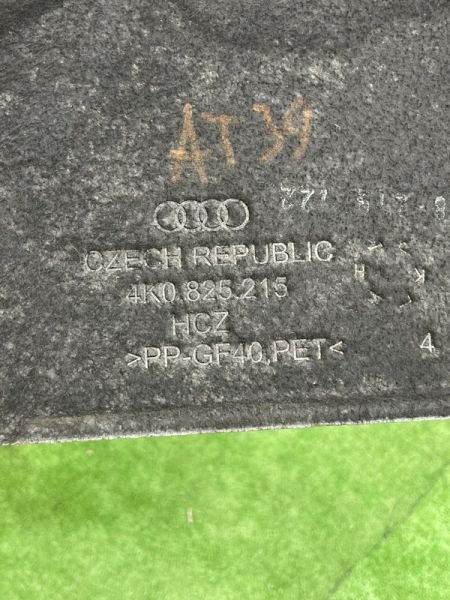 AT39
CZECH REPUBLIC
4K0.825.215
HCZ
>PP-GF40.PET<
4